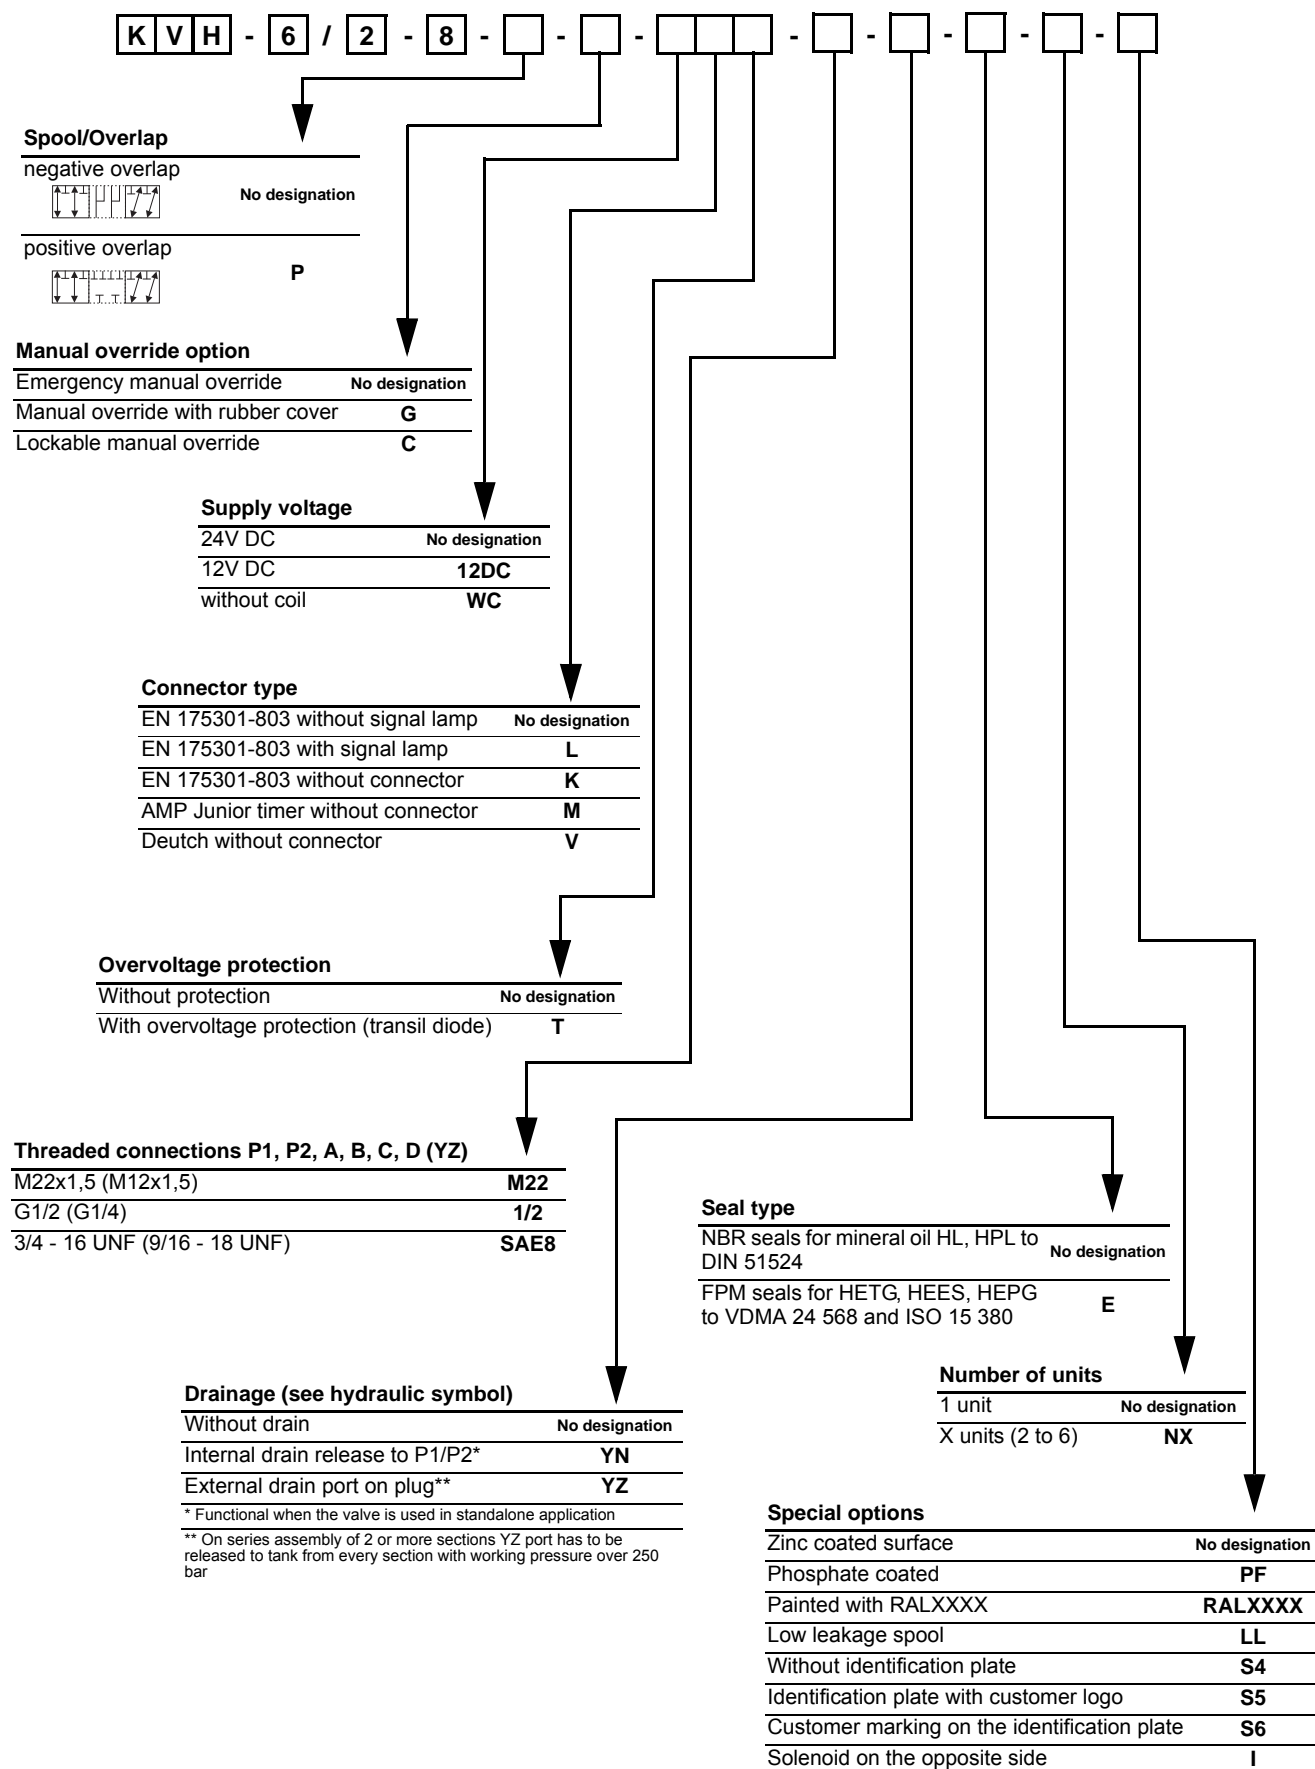 K V H - 6 / 2 - 8 - - - - - - - -
Spool/Overlap
negative overlap
No designation
positive overlap
P
Manual override option
Emergency manual override No designation
Manual override with rubber cover G
Lockable manual override C
Supply voltage
24V DC No designation
12V DC 12DC
without coil WC
Connector type
EN 175301-803 without signal lamp No designation
EN 175301-803 with signal lamp L
EN 175301-803 without connector K
AMP Junior timer without connector M
Deutch without connector V
Overvoltage protection
Without protection No designation
With overvoltage protection (transil diode) T
Threaded connections P1, P2, A, B, C, D (YZ)
M22x1,5 (M12x1,5) M22
G1/2 (G1/4) 1/2
3/4 - 16 UNF (9/16 - 18 UNF) SAE8
Seal type
NBR seals for mineral oil HL, HPL to
DIN 51524
No designation
FPM seals for HETG, HEES, HEPG
to VDMA 24 568 and ISO 15 380
E
Drainage (see hydraulic symbol)
Without drain No designation
Internal drain release to P1/P2* YN
External drain port on plug** YZ
* Functional when the valve is used in standalone application
** On series assembly of 2 or more sections YZ port has to be
released to tank from every section with working pressure over 250
bar
Number of units
1 unit No designation
X units (2 to 6) NX
Special options
Zinc coated surface No designation
Phosphate coated PF
Painted with RALXXXX RALXXXX
Low leakage spool LL
Without identification plate S4
Identification plate with customer logo S5
Customer marking on the identification plate S6
Solenoid on the opposite side I